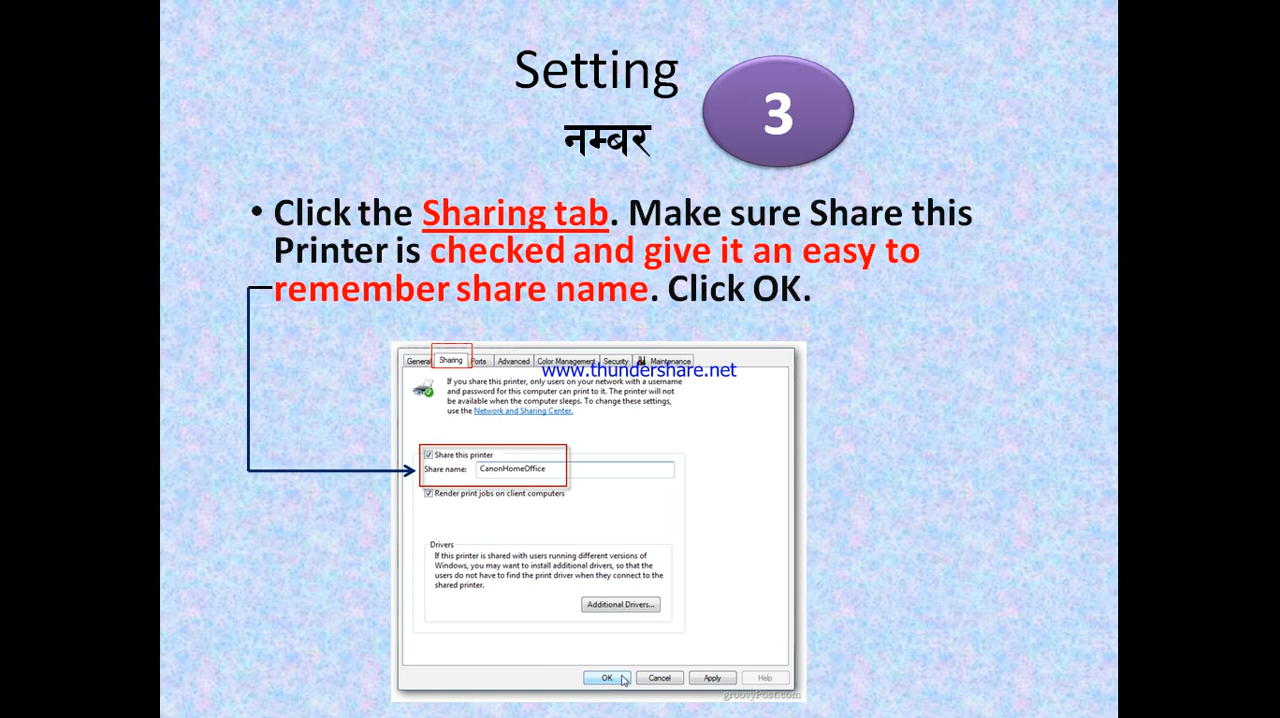 Setting
नम्बर
3
• Click the Sharing tab. Make sure Share this
Printer is checked and give it an easy to
remember share name. Click OK.
General Sharing Ports Advanced Color Management Security Maintenance
www.thundershare.net
If you share this printer, only users on your network with a username
and password for this computer can print to it. The printer will not
be available when the computer sleeps. To change these settings,
use the Network and Sharing Center.
Share this printer
Share name: CanonHomeOffice
Render print jobs on client computers
Drivers
If this printer is shared with users running different versions of
Windows, you may want to install additional drivers, so that the
users do not have to find the print driver when they connect to the
shared printer.
Additional Drivers...
OK Cancel Apply Help
groovyPost.com